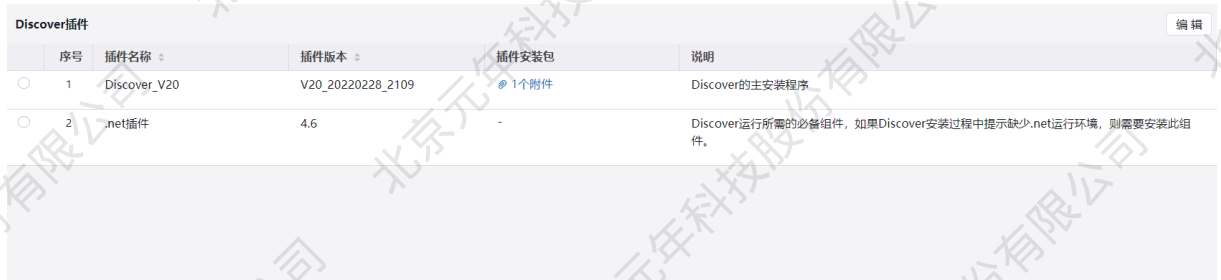 Discover插件
编 辑
序号 插件名称 插件版本 插件安装包 说明
1 Discover_V20 V20_20220228_2109 1个附件 Discover的主安装程序
2 .net插件 4.6 - Discover运行所需的必备组件，如果Discover安装过程中提示缺少.net运行环境，则需要安装此组
件。
北京元年科技股份有限公司